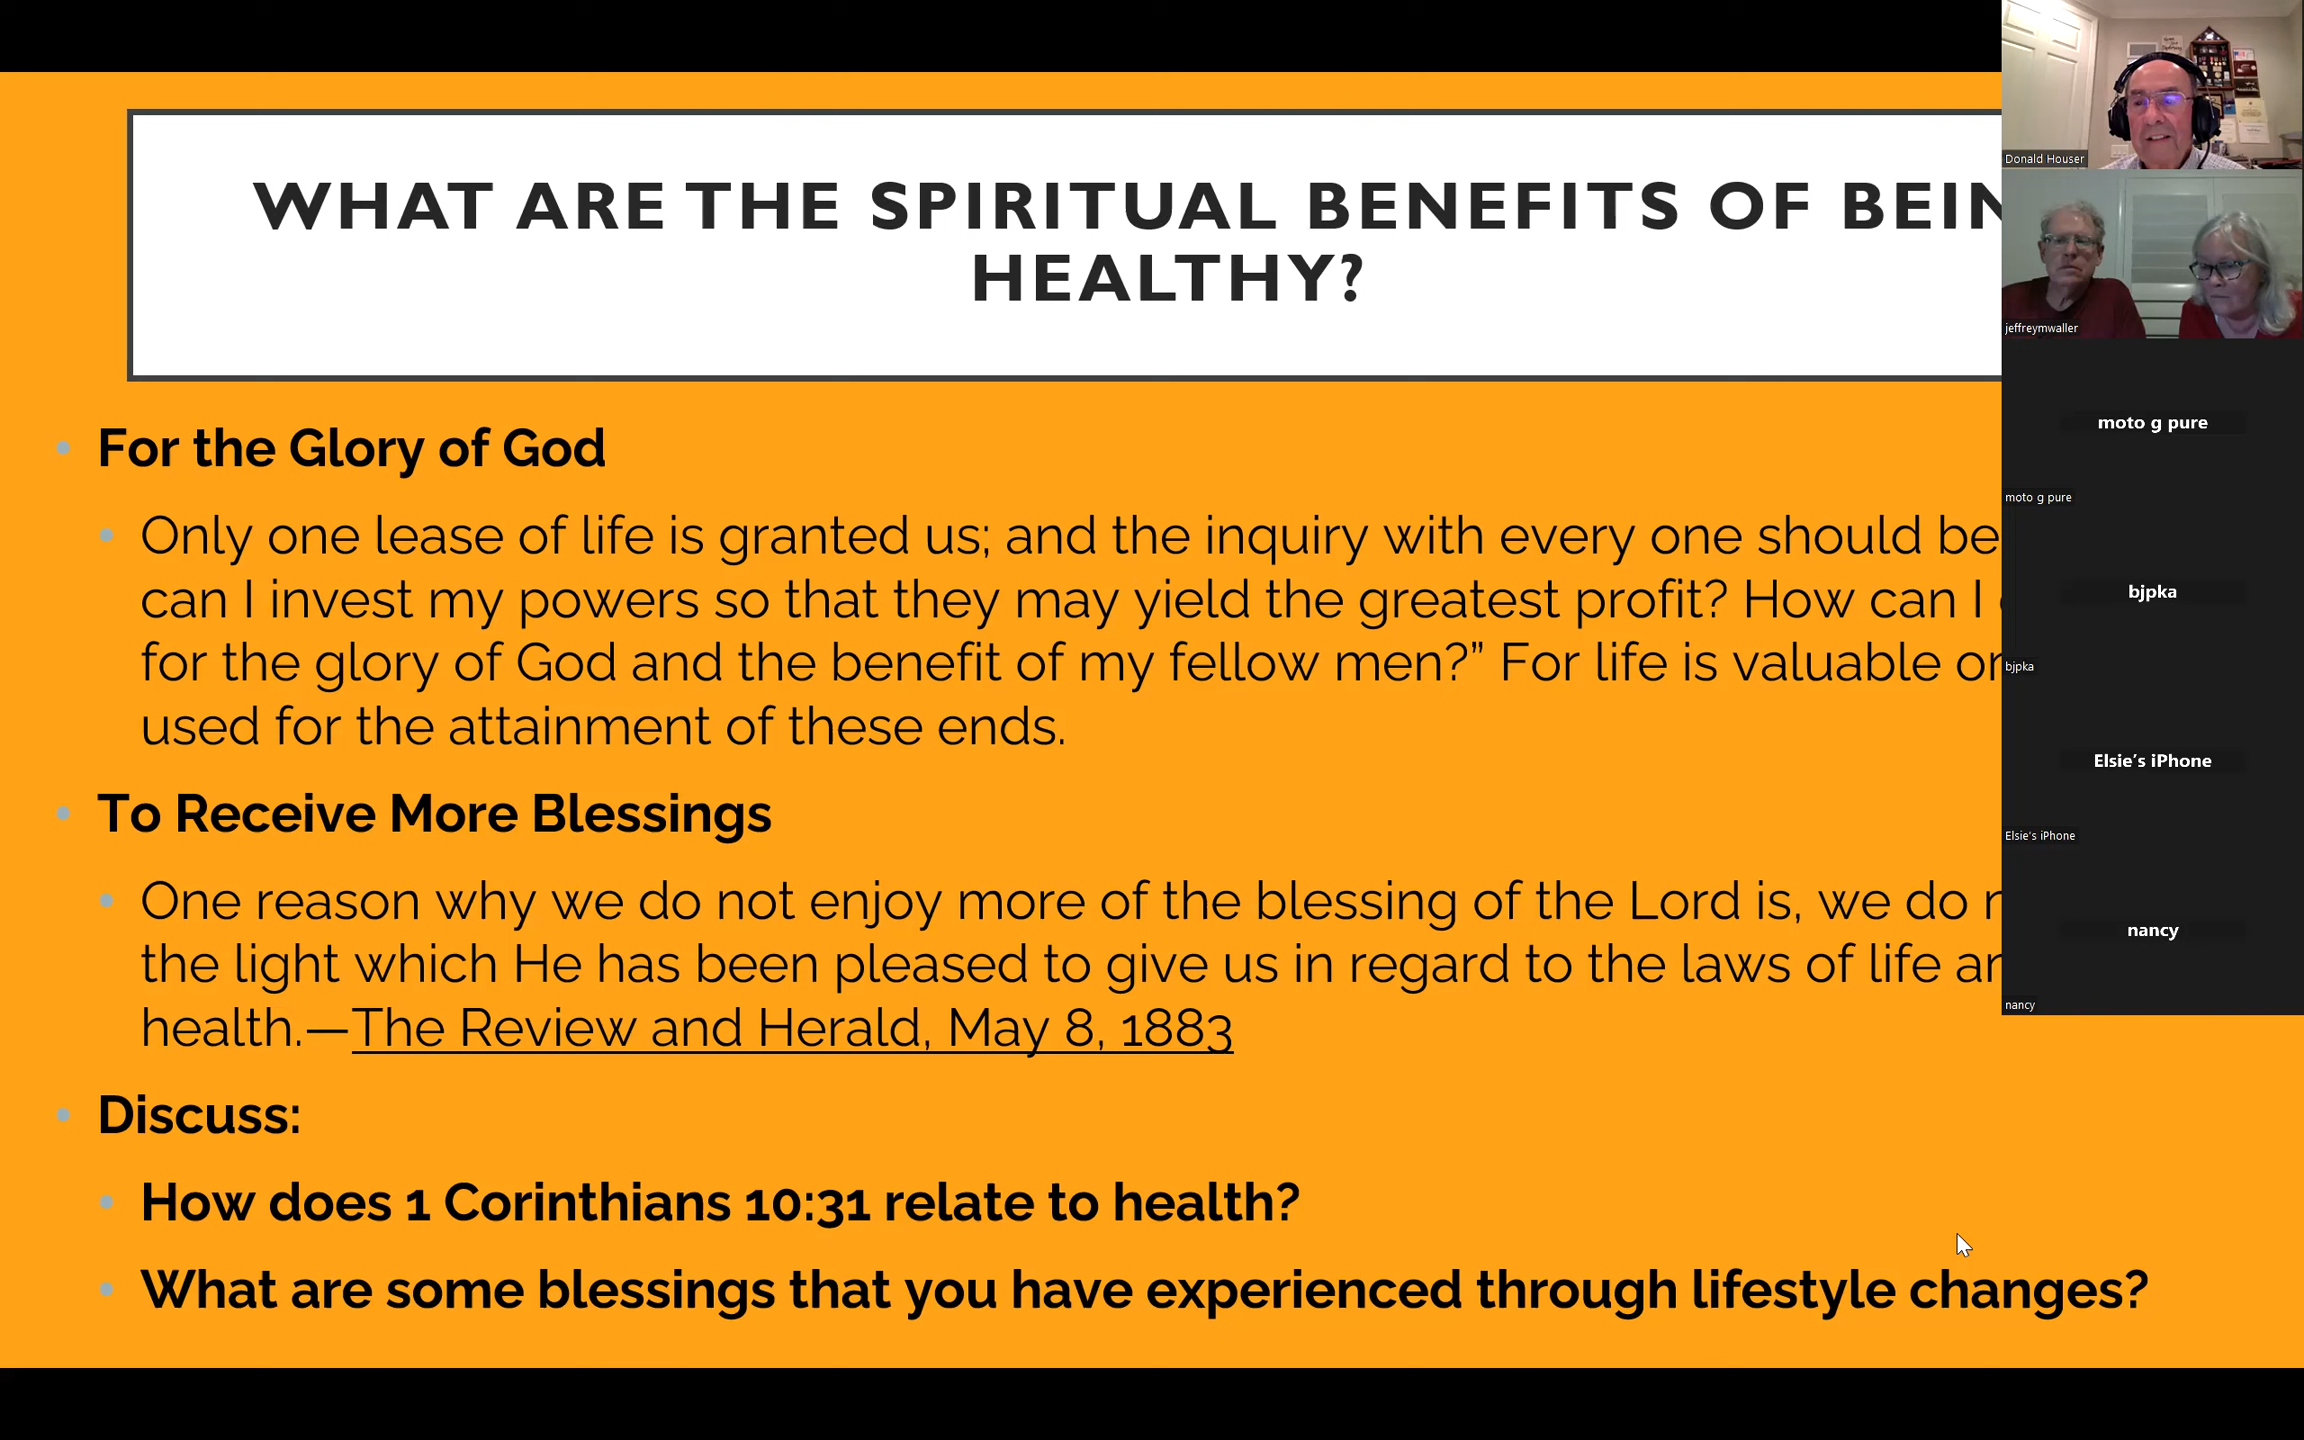 WHAT ARE THE SPIRITUAL BENEFITS OF BEIN
HEALTHY?
For the Glory of God
Only one lease of life is granted us; and the inquiry with every one should be
can I invest my powers so that they may yield the greatest profit? How can I
for the glory of God and the benefit of my fellow men?” For life is valuable
used for the attainment of these ends.
To Receive More Blessings
One reason why we do not enjoy more of the blessing of the Lord is, we do
the light which He has been pleased to give us in regard to the laws of life
health.—The Review and Herald, May 8, 1883
Discuss:
How does 1 Corinthians 10:31 relate to health?
What are some blessings that you have experienced through lifestyle changes?
Donald Houser
jeffreymwaller
moto g pure
moto g pure
bjpka
bjpka
Elsie's iPhone
Elsie's iPhone
nancy
nancy